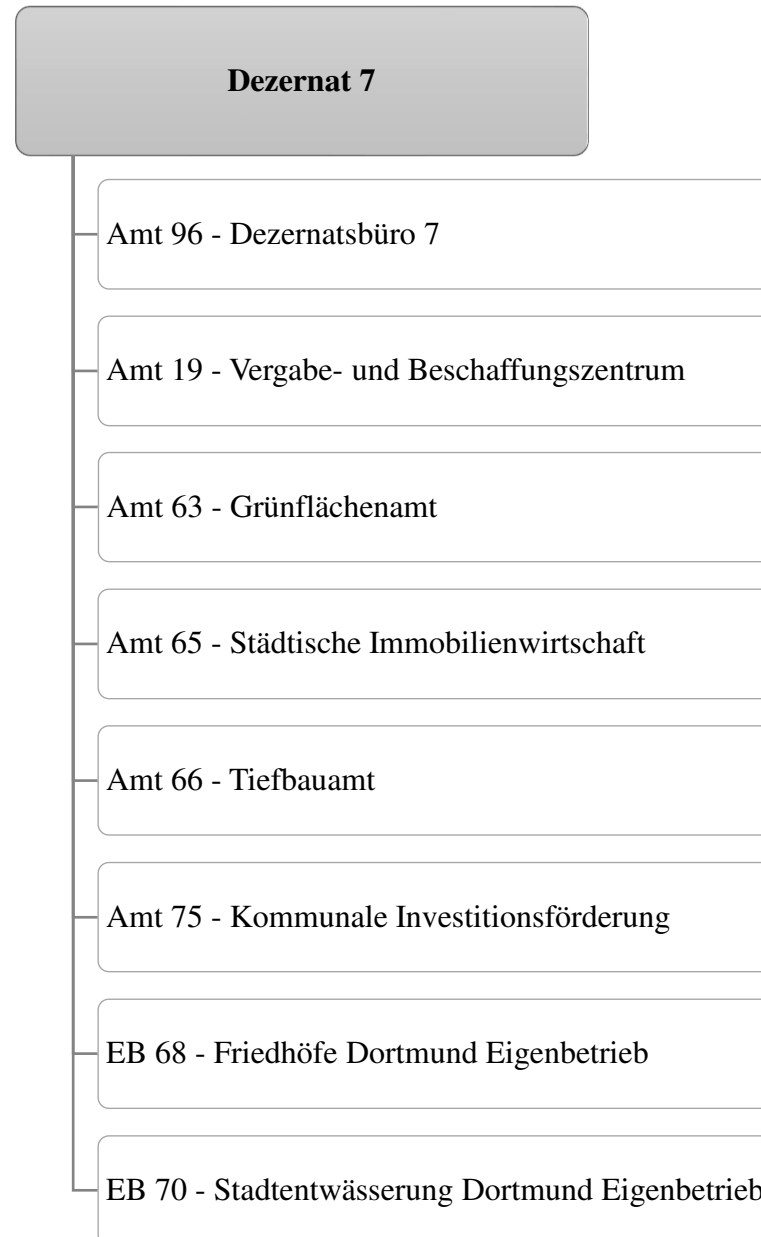 Dezernat 7
Amt 96 - Dezernatsbüro 7
Amt 19 - Vergabe- und Beschaffungszentrum
Amt 63 - Grünflächenamt
Amt 65 - Städtische Immobilienwirtschaft
Amt 66 - Tiefbauamt
Amt 75 - Kommunale Investitionsförderung
EB 68 - Friedhöfe Dortmund Eigenbetrieb
EB 70 - Stadtentwässerung Dortmund Eigenbetrieb